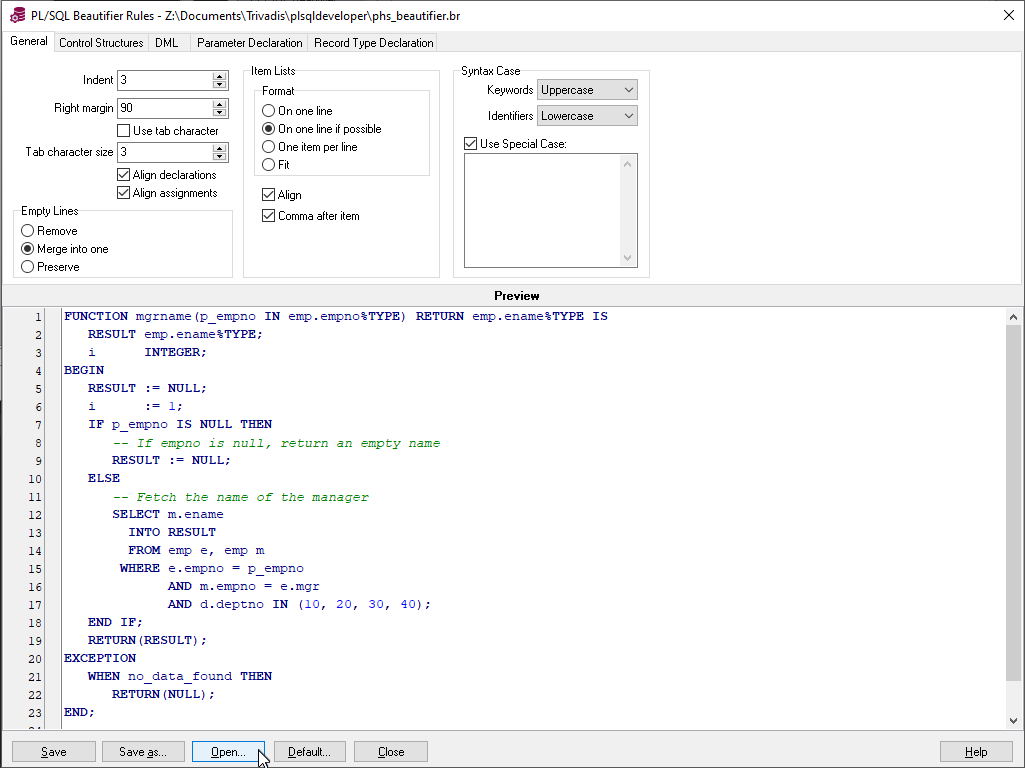 PL/SQL Beautifier Rules - Z:\Documents\Trivadis\plsqldeveloper\phs_beautifier.br
General Control Structures DML Parameter Declaration Record Type Declaration
Indent 3
Right margin 90
Use tab character
Tab character size 3
Align declarations
Align assignments
Empty Lines
Remove
Merge into one
Preserve
Item Lists
Format
On one line
On one line if possible
One item per line
Fit
Align
Comma after item
Syntax Case
Keywords Uppercase
Identifiers Lowercase
Use Special Case:
Preview
1 FUNCTION mgrname(p_empno IN emp.empno%TYPE) RETURN emp.ename%TYPE IS
2 RESULT emp.ename%TYPE;
3 i INTEGER;
4 BEGIN
5 RESULT := NULL;
6 i := 1;
7 IF p_empno IS NULL THEN
8 -- If empno is null, return an empty name
9 RESULT := NULL;
10 ELSE
11 -- Fetch the name of the manager
12 SELECT m.ename
13 INTO RESULT
14 FROM emp e, emp m
15 WHERE e.empno = p_empno
16 AND m.empno = e.mgr
17 AND d.deptno IN (10, 20, 30, 40);
18 END IF;
19 RETURN(RESULT);
20 EXCEPTION
21 WHEN no_data_found THEN
22 RETURN(NULL);
23 END;
Save Save as... Open... Default... Close Help